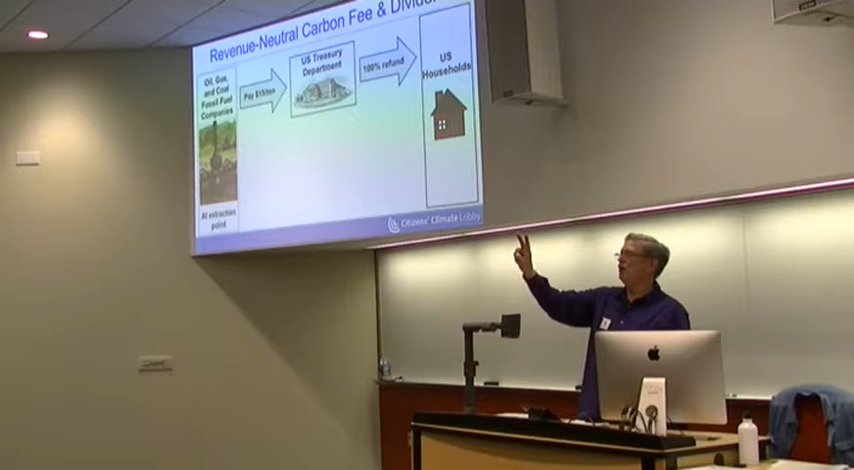 Revenue-Neutral Carbon Fee & Divide
Oil, Gas,
and Coal
Fossil Fuel
Companies
Pay $15/ton
US Treasury
Department
100% refund
US
Households
At extraction
point
Citizens' Climate Lobby